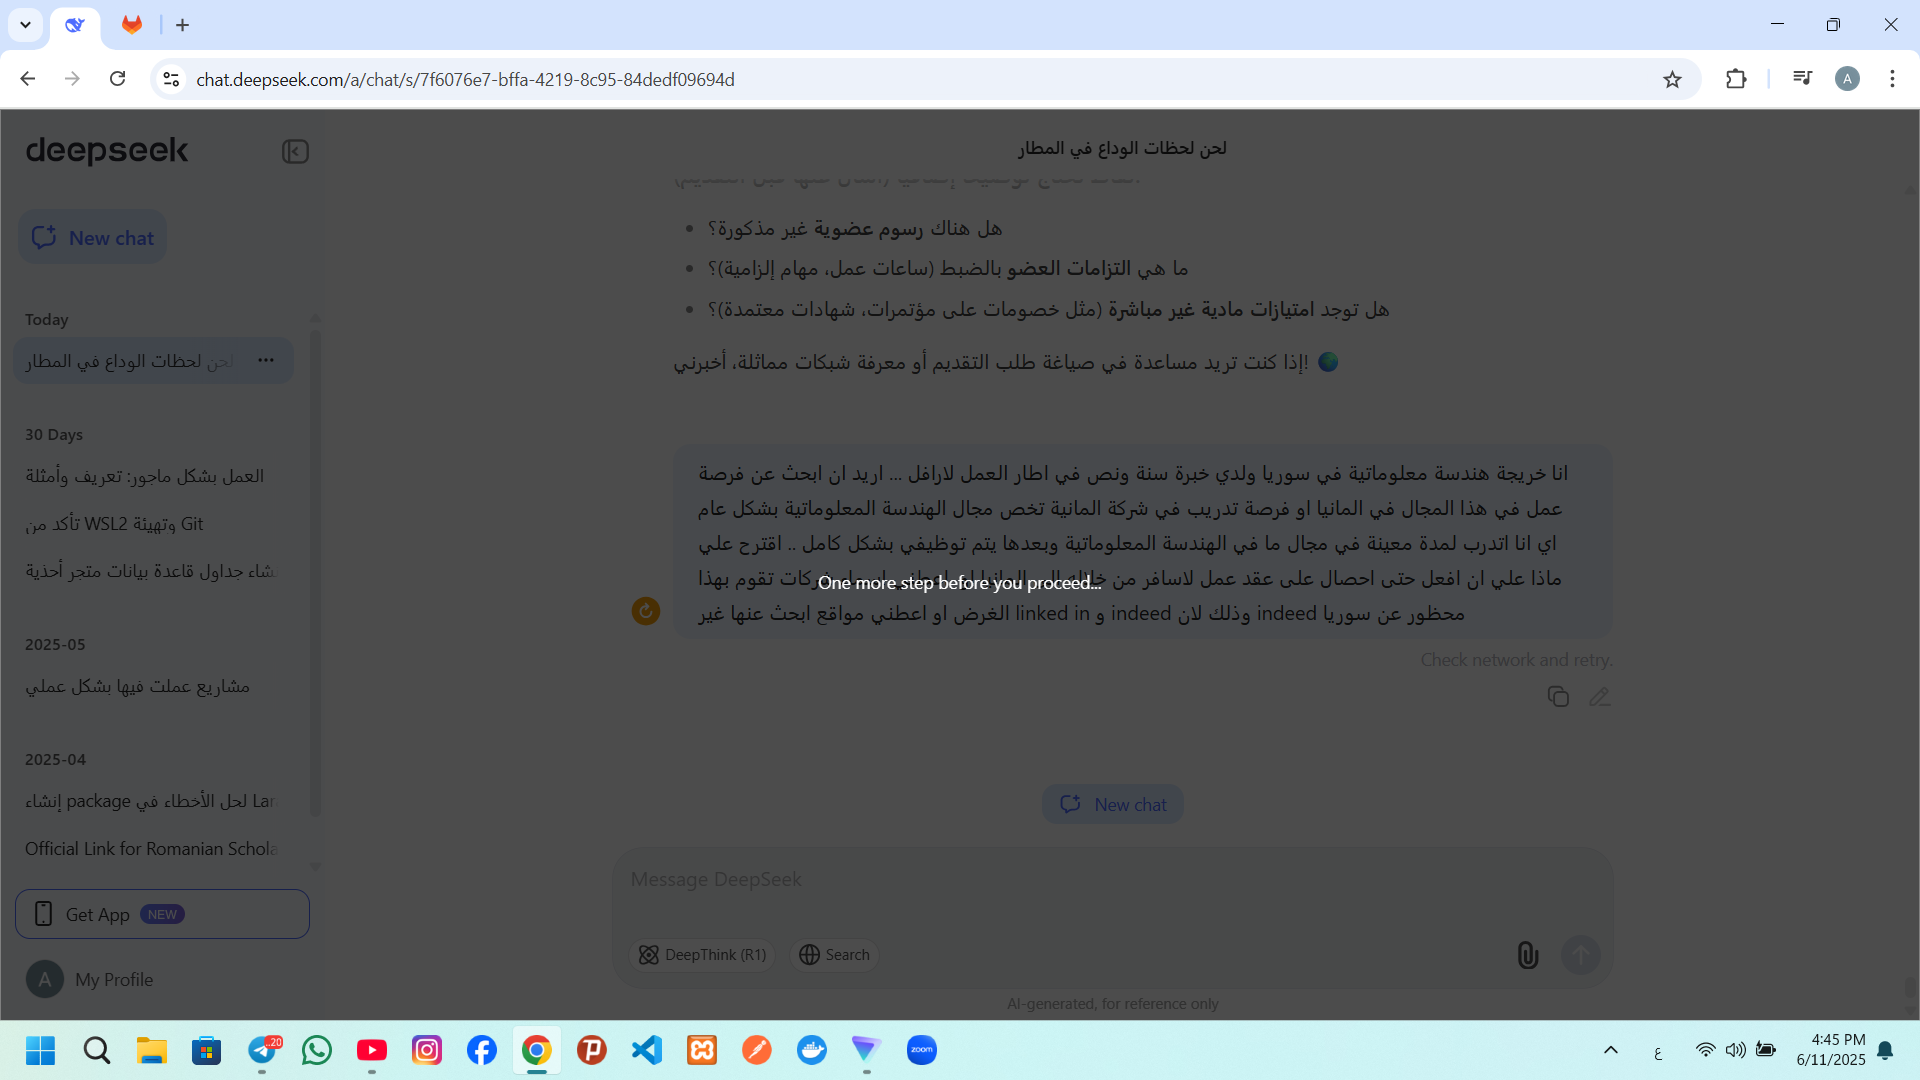 chat.deepseek.com/a/chat/s/7f6076e7-bffa-4219-8c95-84dedf09694d
A
deepseek
New chat
Today
لحن لحظات الوداع في المطار
30 Days
العمل بشكل ماجور: تعريف وأمثلة
تأكد من WSL2 وتهيئة Git
شاء جداول قاعدة بيانات متجر أحذية
2025-05
مشاريع عملت فيها بشكل عملي
2025-04
إنشاء package لحل الأخطاء في Lar
Official Link for Romanian Schola
Get App NEW
A My Profile
لحن لحظات الوداع في المطار
هل هناك رسوم عضوية غير مذكورة؟
ما هي التزامات العضو بالضبط (ساعات عمل، مهام إلزامية)؟
هل توجد امتيازات مادية غير مباشرة (مثل خصومات على مؤتمرات، شهادات معتمدة)؟
إذا كنت تريد مساعدة في صياغة طلب التقديم أو معرفة شبكات مماثلة، أخبرني! 🌍
انا خريجة هندسة معلوماتية في سوريا ولدي خبرة سنة ونص في اطار العمل لارافل ... اريد ان ابحث عن فرصة
عمل في هذا المجال في المانيا او فرصة تدريب في شركة المانية تخص مجال الهندسة المعلوماتية بشكل عام
اي انا اتدرب لمدة معينة في مجال ما في الهندسة المعلوماتية وبعدها يتم توظيفي بشكل كامل .. اقترح علي
ماذا علي ان افعل حتى احصال على عقد عمل لاسافر من خلاله تقوم بهذا
One more step before you proceed...
الغرض او اعطني مواقع ابحث عنها غير linked in و indeed وذلك لان indeed محظور عن سوريا
Check network and retry.
New chat
Message DeepSeek
DeepThink (R1) Search
AI-generated, for reference only
..20
zoom
ع
4:45 PM
6/11/2025